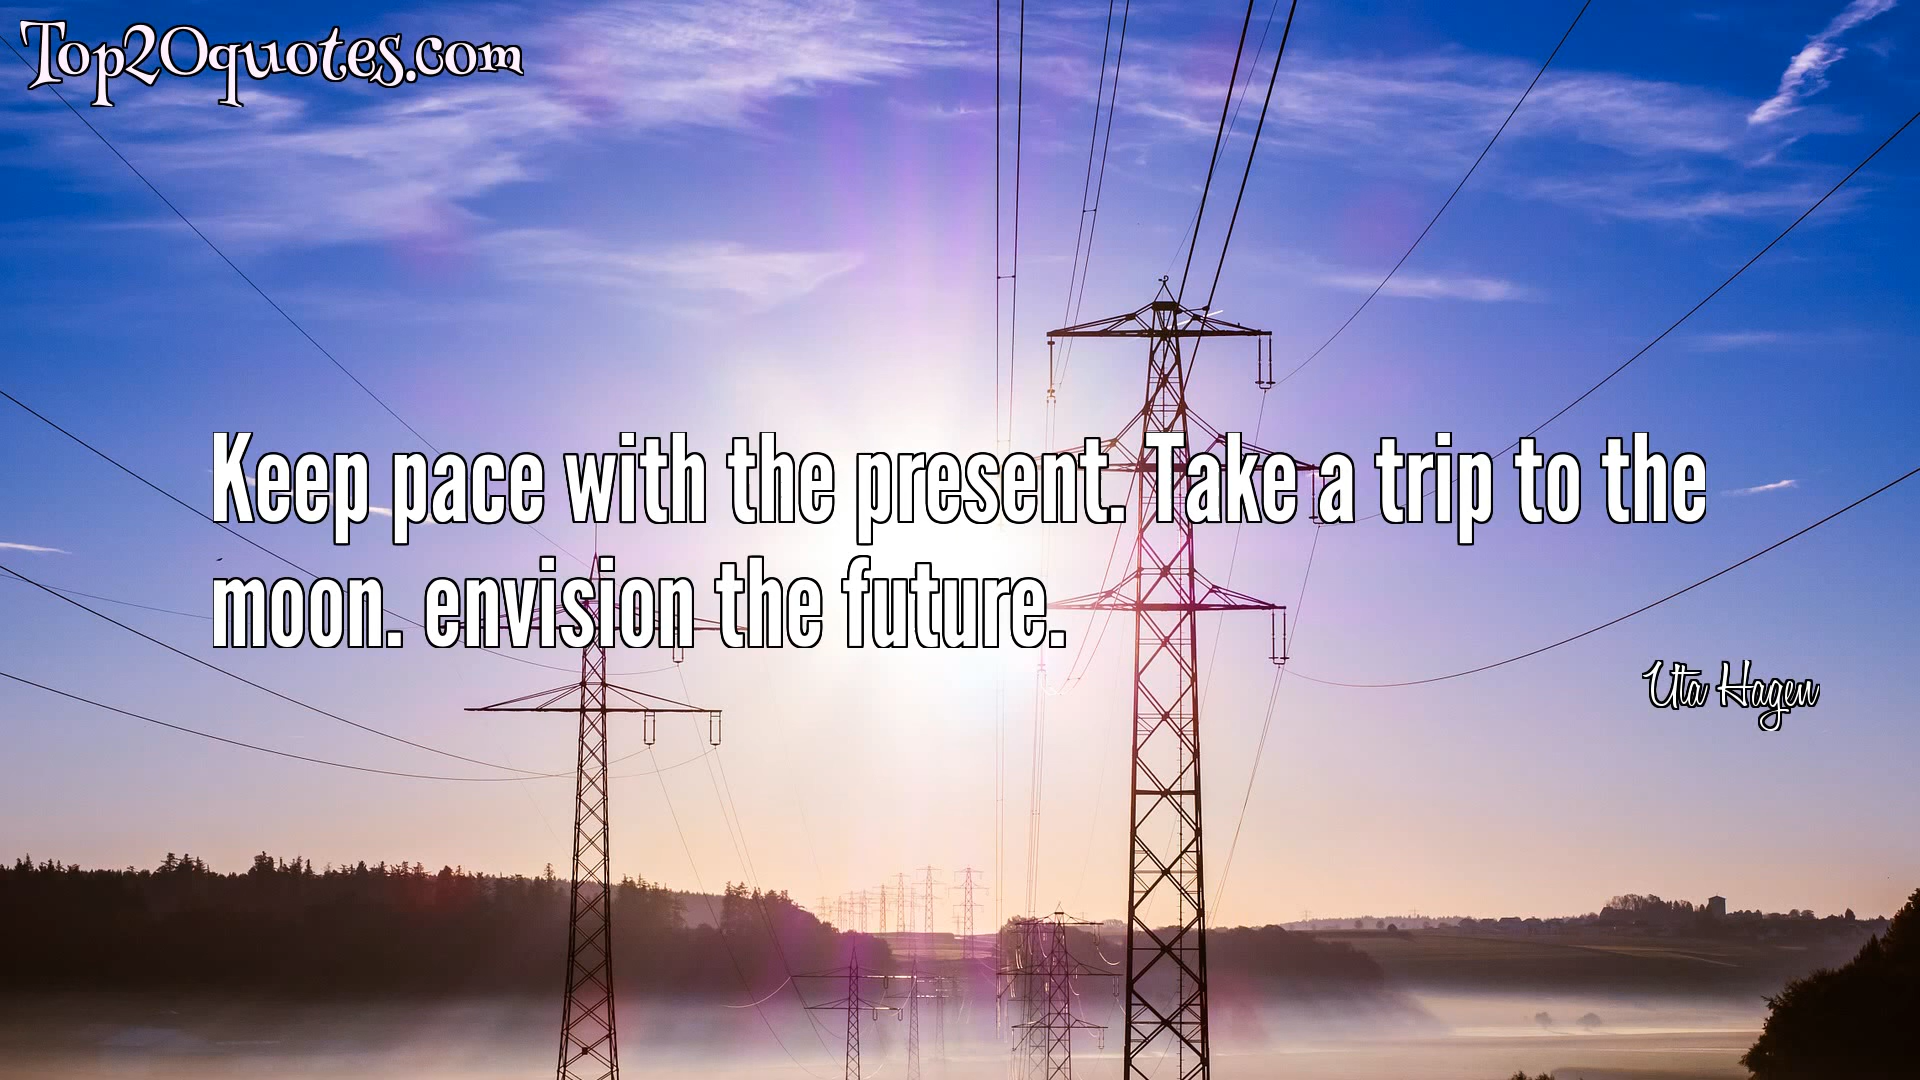 Top20quotes.com
Keep pace with the present. Take a trip to the
moon. envision the future.
Uta Hagen